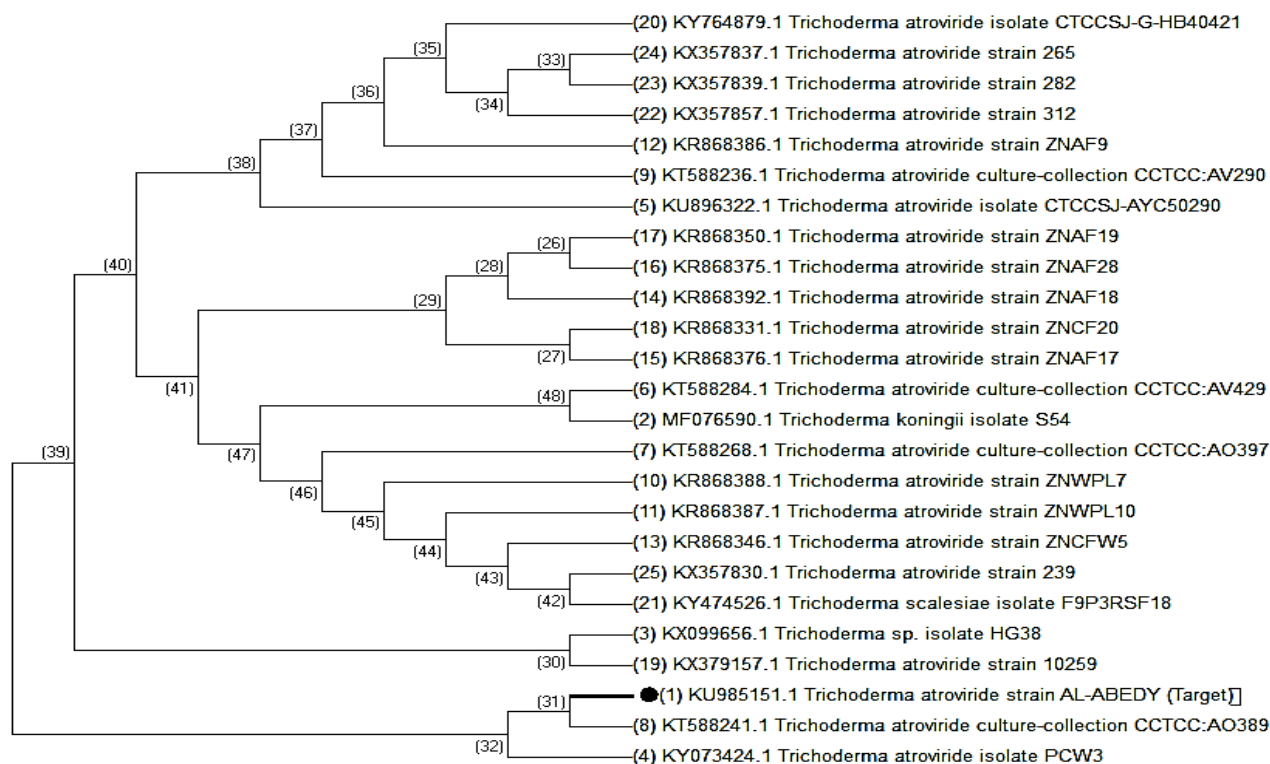 (20) KY764879.1 Trichoderma atroviride isolate CTCCSJ-G-HB40421
(35)
(24) KX357837.1 Trichoderma atroviride strain 265
(33)
(23) KX357839.1 Trichoderma atroviride strain 282
(36)
(34)
(22) KX357857.1 Trichoderma atroviride strain 312
(37)
(12) KR868386.1 Trichoderma atroviride strain ZNAF9
(38)
(9) KT588236.1 Trichoderma atroviride culture-collection CCTCC:AV290
(5) KU896322.1 Trichoderma atroviride isolate CTCCSJ-AYC50290
(17) KR868350.1 Trichoderma atroviride strain ZNAF19
(26)
(40)
(28)
(16) KR868375.1 Trichoderma atroviride strain ZNAF28
(29)
(14) KR868392.1 Trichoderma atroviride strain ZNAF18
(18) KR868331.1 Trichoderma atroviride strain ZNCF20
(27)
(15) KR868376.1 Trichoderma atroviride strain ZNAF17
(41)
(6) KT588284.1 Trichoderma atroviride culture-collection CCTCC:AV429
(48)
(2) MF076590.1 Trichoderma koningii isolate S54
(39)
(47)
(7) KT588268.1 Trichoderma atroviride culture-collection CCTCC:AO397
(46)
(10) KR868388.1 Trichoderma atroviride strain ZNWPL7
(45)
(11) KR868387.1 Trichoderma atroviride strain ZNWPL10
(44)
(13) KR868346.1 Trichoderma atroviride strain ZNCFW5
(43)
(25) KX357830.1 Trichoderma atroviride strain 239
(42)
(21) KY474526.1 Trichoderma scalesiae isolate F9P3RSF18
(3) KX099656.1 Trichoderma sp. isolate HG38
(30)
(19) KX379157.1 Trichoderma atroviride strain 10259
(31)
(1) KU985151.1 Trichoderma atroviride strain AL-ABEDY (Target)]
(8) KT588241.1 Trichoderma atroviride culture-collection CCTCC:AO389
(32)
(4) KY073424.1 Trichoderma atroviride isolate PCW3